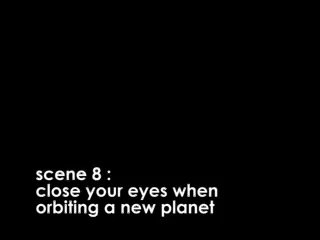 scene 8 :
close your eyes when
orbiting a new planet